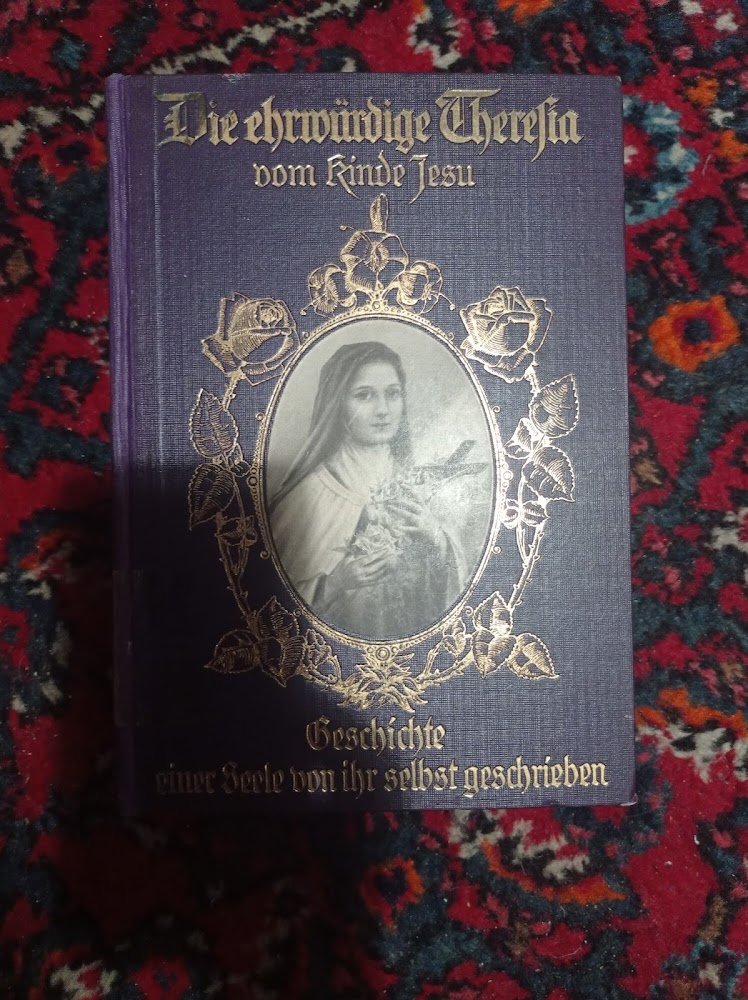 Die ehrwürdige Thereſia
vom Kinde Jesu
Geschichte
einer Seele von ihr selbst geschrieben